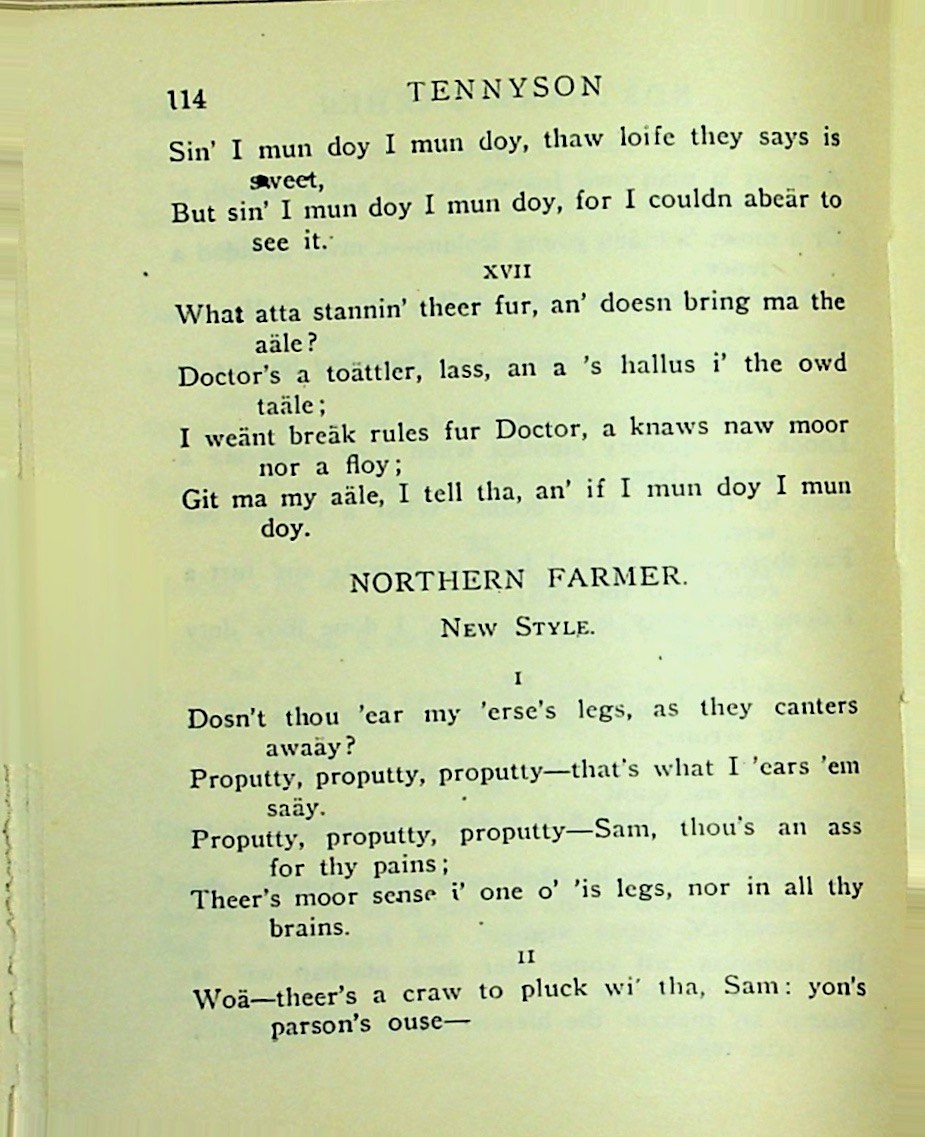 114 TENNYSON
Sin' I mun doy I mun doy, thaw loife they says is
sweet,
But sin' I mun doy I mun doy, for I couldn abeär to
see it.
XVII
What atta stannin' theer fur, an' doesn bring ma the
aäle?
Doctor's a toättler, lass, an a 's hallus i' the owd
taäle;
I weänt breäk rules fur Doctor, a knaws naw moor
nor a floy;
Git ma my aäle, I tell tha, an' if I mun doy I mun
doy.
NORTHERN FARMER.
NEW STYLE.
I
Dosn't thou 'ear my 'erse's legs, as they canters
awaäy?
Proputty, proputty, proputty—that's what I 'ears 'em
saäy.
Proputty, proputty, proputty—Sam, thou's an ass
for thy pains;
Theer's moor sense i' one o' 'is legs, nor in all thy
brains.
II
Woä—theer's a craw to pluck wi' tha, Sam: yon's
parson's ouse—